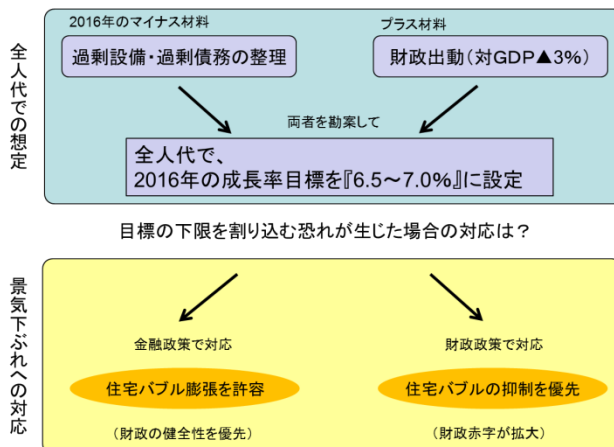 全人代での想定
2016年のマイナス材料
プラス材料
過剰設備・過剰債務の整理
財政出動(対GDP▲3%)
両者を勘案して
全人代で、
2016年の成長率目標を『6.5～7.0%』に設定
目標の下限を割り込む恐れが生じた場合の対応は？
景気下ぶれへの対応
金融政策で対応
財政政策で対応
住宅バブル膨張を許容
住宅バブルの抑制を優先
(財政の健全性を優先)
(財政赤字が拡大)